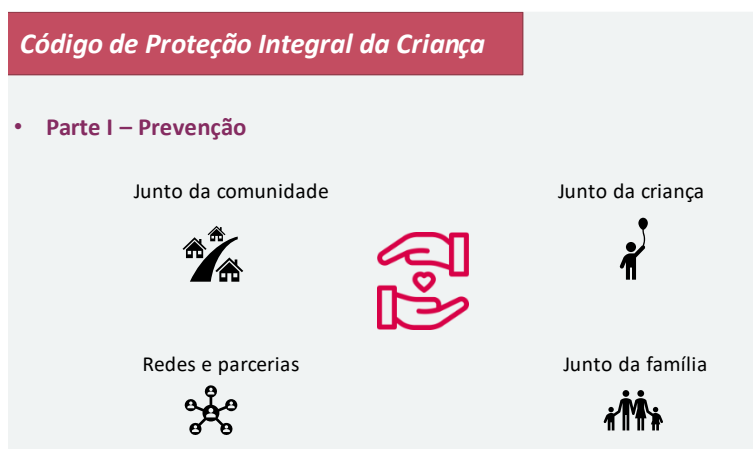 Código de Proteção Integral da Criança
• Parte I – Prevenção
Junto da comunidade
Junto da criança
Redes e parcerias
Junto da família